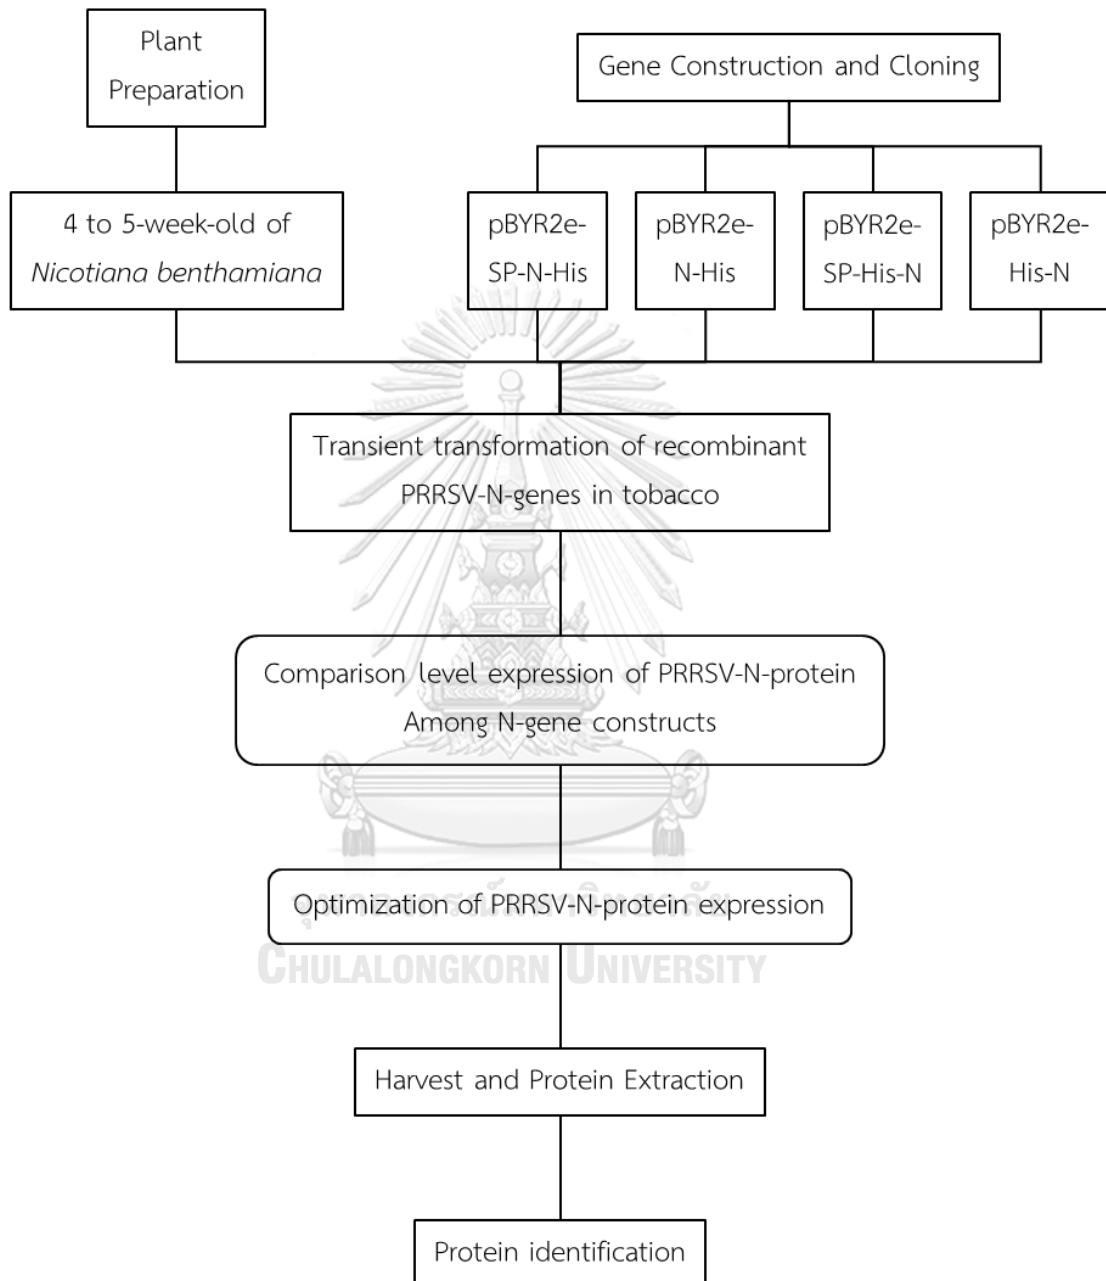 Plant
Preparation
Gene Construction and Cloning
4 to 5-week-old of
Nicotiana benthamiana
pBYR2e-
SP-N-His
pBYR2e-
N-His
pBYR2e-
SP-His-N
pBYR2e-
His-N
Transient transformation of recombinant
PRRSV-N-genes in tobacco
Comparison level expression of PRRSV-N-protein
Among N-gene constructs
Optimization of PRRSV-N-protein expression
CHULALONGKORN UNIVERSITY
Harvest and Protein Extraction
Protein identification